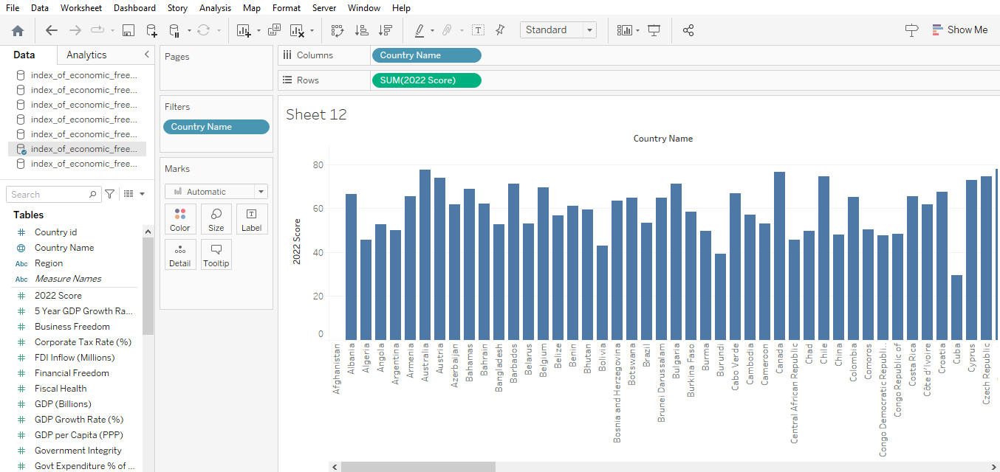 File Data Worksheet Dashboard Story Analysis Map Format Server Window Help
Standard
Show Me
Data Analytics
index_of_economic_free...
index_of_economic_free...
index_of_economic_free...
index_of_economic_free...
index_of_economic_free...
index_of_economic_free...
index_of_economic_free...
Search
Tables
Country id
Country Name
Abc Region
Abc Measure Names
2022 Score
5 Year GDP Growth Ra...
Business Freedom
Corporate Tax Rate (%)
FDI Inflow (Millions)
Financial Freedom
Fiscal Health
GDP (Billions)
GDP Growth Rate (%)
GDP per Capita (PPP)
Government Integrity
Govt Expenditure % of ...
Pages
Filters
Country Name
Marks
Automatic
Color Size Label
Detail Tooltip
Columns Country Name
Rows SUM(2022 Score)
Sheet 12
Country Name
2022 Score
80
60
40
20
0
Afghanistan
Albania
Algeria
Angola
Argentina
Armenia
Australia
Austria
Azerbaijan
Bahamas
Bahrain
Bangladesh
Barbados
Belarus
Belgium
Belize
Benin
Bhutan
Bolivia
Bosnia and Herzegovina
Botswana
Brazil
Brunei Darussalam
Bulgaria
Burkina Faso
Burma
Burundi
Cabo Verde
Cambodia
Cameroon
Canada
Central African Republic
Chad
Chile
China
Colombia
Comoros
Congo Democratic Republi..
Congo Republic of
Costa Rica
Côte d'Ivoire
Croatia
Cuba
Cyprus
Czech Republic